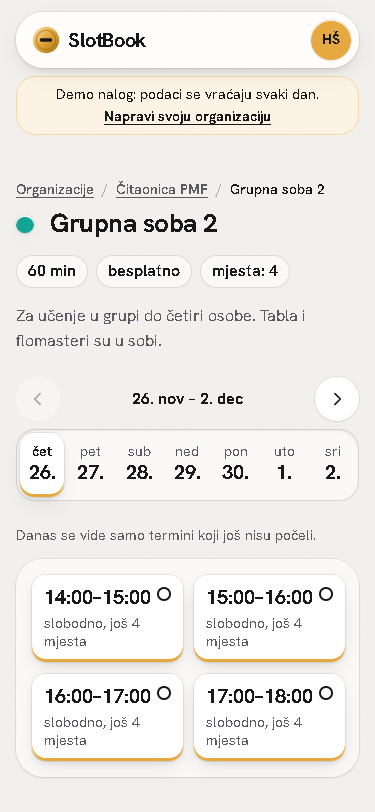 SlotBook
HŠ
Demo nalog: podaci se vraćaju svaki dan.
Napravi svoju organizaciju
Organizacije / Čitaonica PMF / Grupna soba 2
Grupna soba 2
60 min
besplatno
mjesta: 4
Za učenje u grupi do četiri osobe. Tabla i
flomasteri su u sobi.
26. nov – 2. dec
čet pet sub ned pon uto sri
26. 27. 28. 29. 30. 1. 2.
Danas se vide samo termini koji još nisu počeli.
14:00–15:00
slobodno, još 4
mjesta
15:00–16:00
slobodno, još 4
mjesta
16:00–17:00
slobodno, još 4
mjesta
17:00–18:00
slobodno, još 4
mjesta